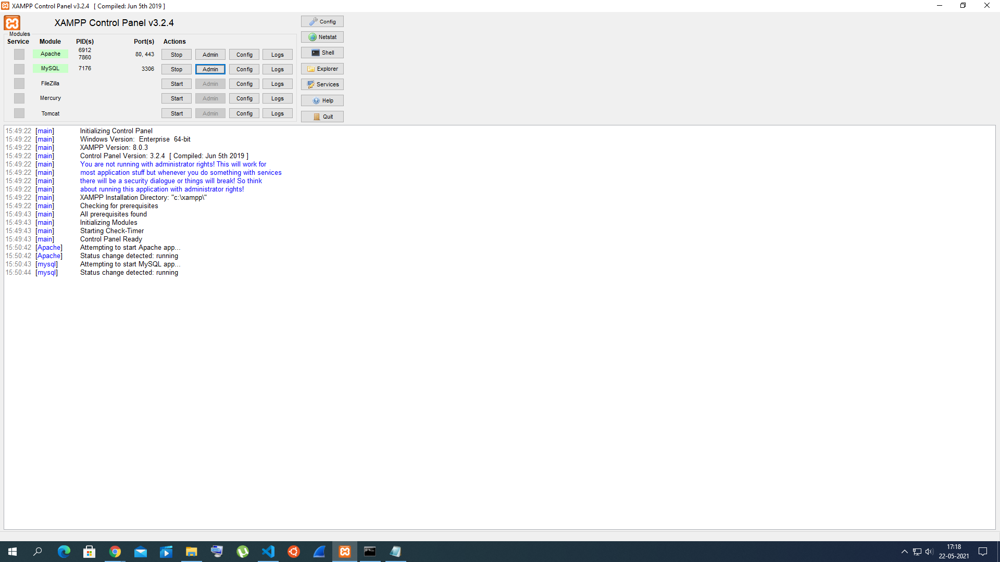 XAMPP Control Panel v3.2.4 [ Compiled: Jun 5th 2019 ]
XAMPP Control Panel v3.2.4
Config
Modules
Service Module PID(s) Port(s) Actions
Netstat
Apache 6912 7860 80, 443 Stop Admin Config Logs
Shell
MySQL 7176 3306 Stop Admin Config Logs
Explorer
FileZilla Start Admin Config Logs
Services
Mercury Start Admin Config Logs
Help
Tomcat Start Admin Config Logs
Quit
15:49:22 [main] Initializing Control Panel
15:49:22 [main] Windows Version: Enterprise 64-bit
15:49:22 [main] XAMPP Version: 8.0.3
15:49:22 [main] Control Panel Version: 3.2.4 [ Compiled: Jun 5th 2019 ]
15:49:22 [main] You are not running with administrator rights! This will work for
15:49:22 [main] most application stuff but whenever you do something with services
15:49:22 [main] there will be a security dialogue or things will break! So think
15:49:22 [main] about running this application with administrator rights!
15:49:22 [main] XAMPP Installation Directory: "c:\xampp\"
15:49:22 [main] Checking for prerequisites
15:49:43 [main] All prerequisites found
15:49:43 [main] Initializing Modules
15:49:43 [main] Starting Check-Timer
15:49:43 [main] Control Panel Ready
15:50:42 [Apache] Attempting to start Apache app...
15:50:42 [Apache] Status change detected: running
15:50:43 [mysql] Attempting to start MySQL app...
15:50:44 [mysql] Status change detected: running
17:18
22-05-2021